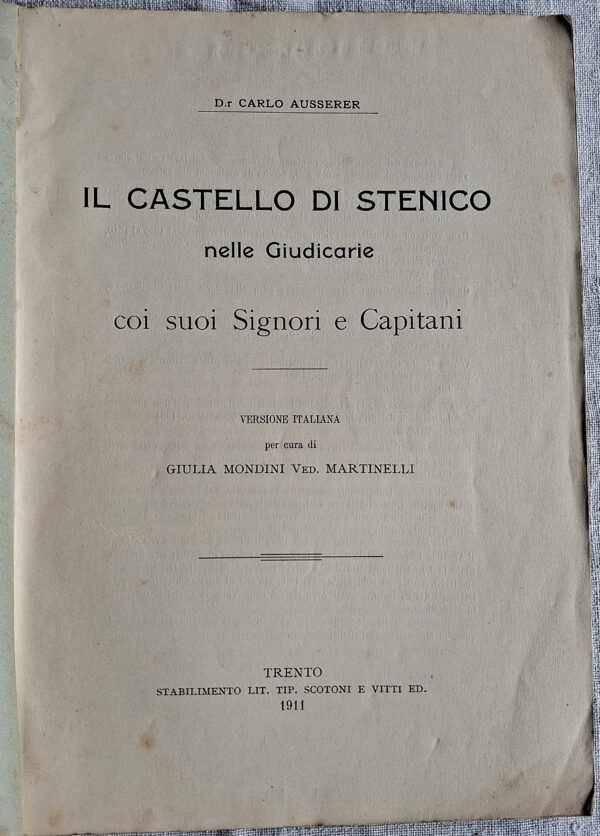 D.r CARLO AUSSERER
IL CASTELLO DI STENICO
nelle Giudicarie
coi suoi Signori e Capitani
VERSIONE ITALIANA
per cura di
GIULIA MONDINI VED. MARTINELLI
TRENTO
STABILIMENTO LIT. TIP. SCOTONI E VITTI ED.
1911